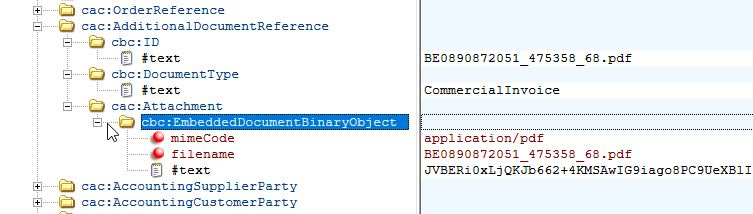 cac:OrderReference
cac:AdditionalDocumentReference
cbc:ID
#text BE0890872051_475358_68.pdf
cbc:DocumentType
#text CommercialInvoice
cac:Attachment
cbc:EmbeddedDocumentBinaryObject
mimeCode application/pdf
filename BE0890872051_475358_68.pdf
#text JVBERi0xLjQKJb662+4KMSAwIG9iago8PC9UeXBlI
cac:AccountingSupplierParty
cac:AccountingCustomerParty